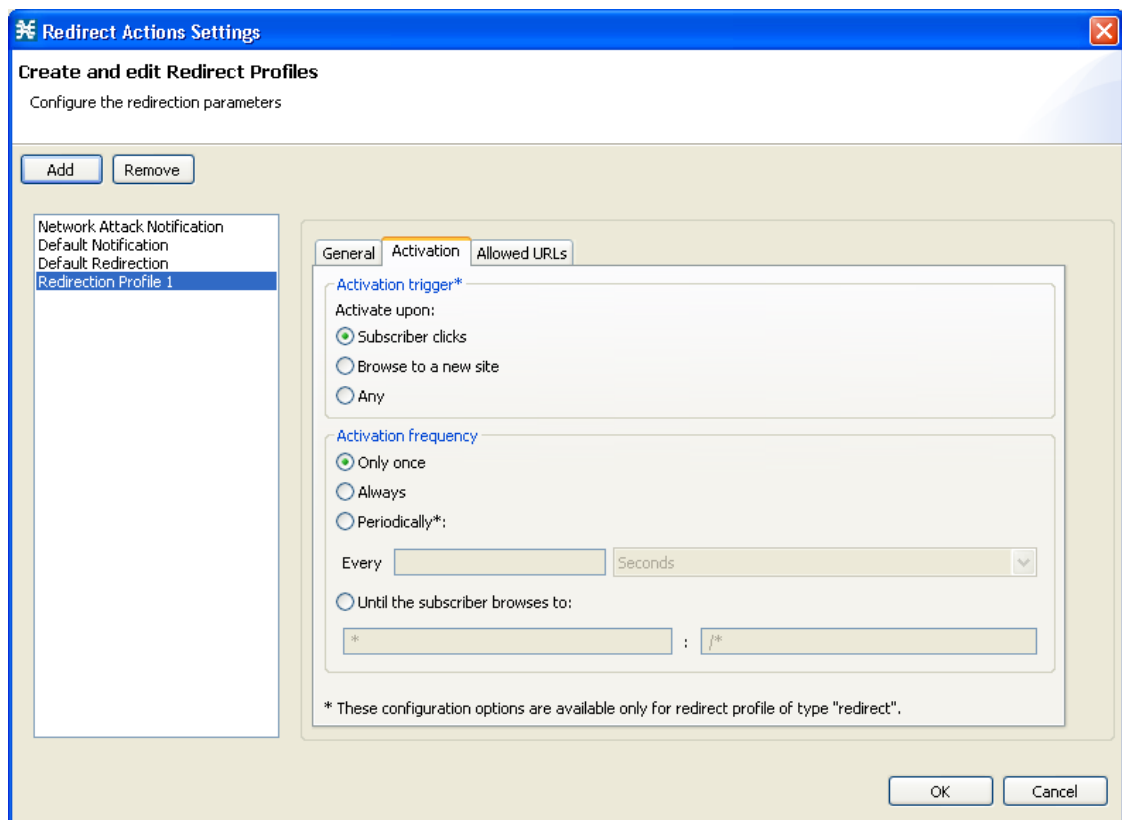 Redirect Actions Settings
Create and edit Redirect Profiles
Configure the redirection parameters
Add Remove
Network Attack Notification
Default Notification
Default Redirection
Redirection Profile 1
General Activation Allowed URLs
Activation trigger*
Activate upon:
Subscriber clicks
Browse to a new site
Any
Activation frequency
Only once
Always
Periodically*:
Every Seconds
Until the subscriber browses to:
* : /*
* These configuration options are available only for redirect profile of type "redirect".
OK Cancel